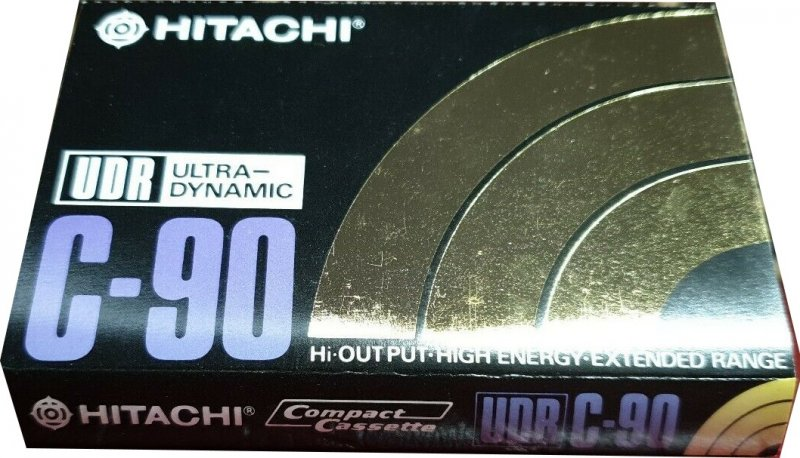 HITACHI®
UDR ULTRA-
DYNAMIC
C-90
Hi·OUTPUT·HIGH ENERGY·EXTENDED RANGE
HITACHI® Compact Cassette UDR C-90